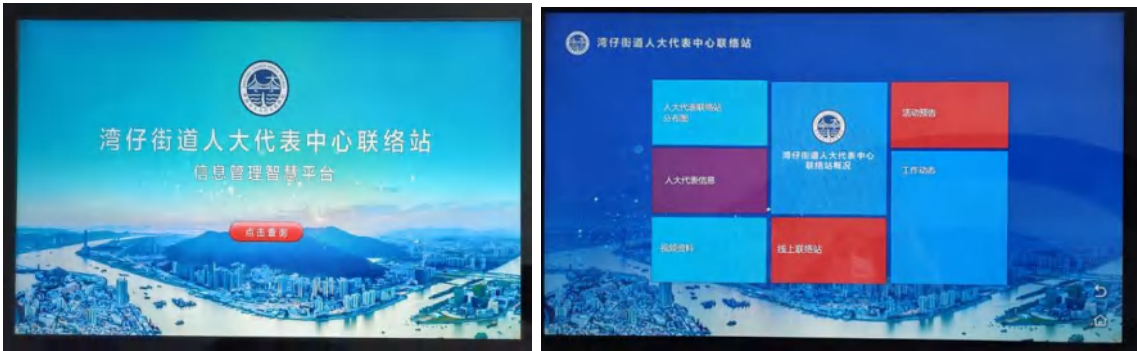 湾仔街道人大代表中心联络站
信息管理智慧平台
点击查询
湾仔街道人大代表中心联络站
人大代表联络站
分布图
湾仔街道人大代表中心
联络站概况
活动预告
人大代表信息
工作动态
视频资料
线上联络站